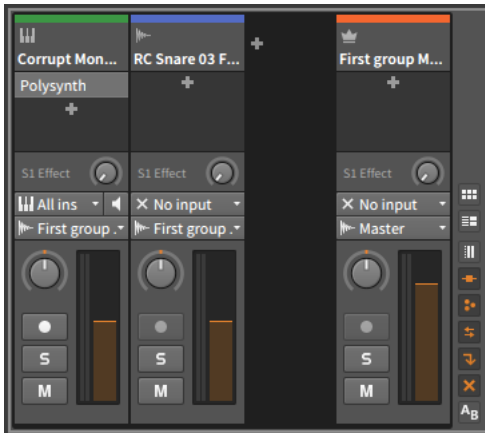 Corrupt Mon...
RC Snare 03 F...
First group M...
Polysynth
S1 Effect
S1 Effect
S1 Effect
All ins
No input
No input
First group .
First group .
Master
S
S
S
M
M
M
AB